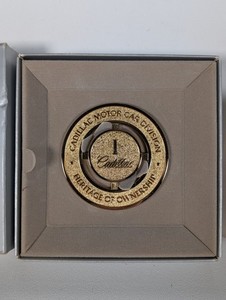 CADILLAC MOTOR CAR DIVISION
1
Cadillac
HERITAGE OF OWNERSHIP